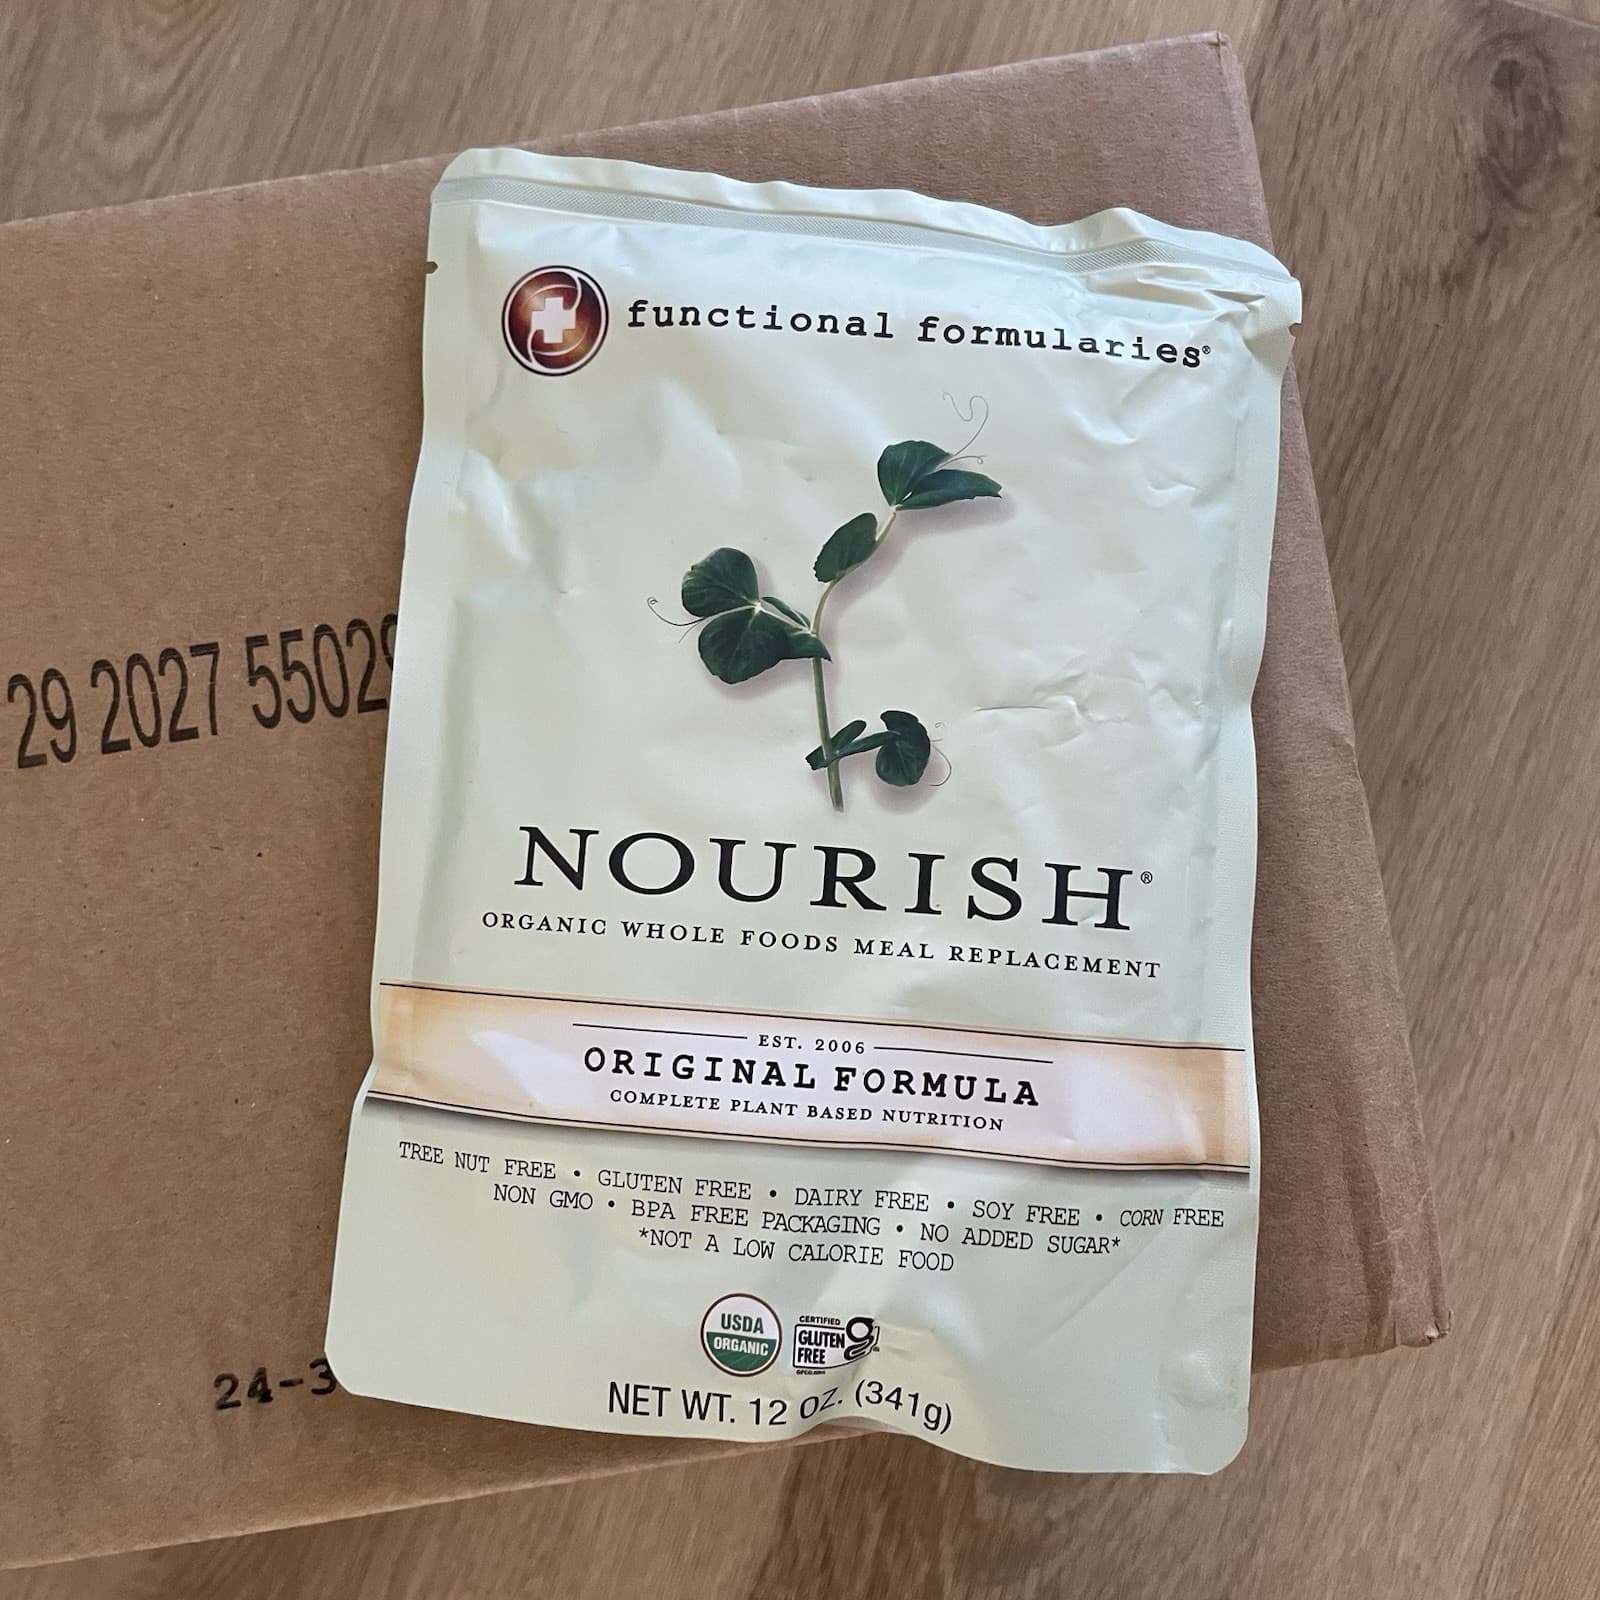 functional formularies®
29 2027 5502
NOURISH®
ORGANIC WHOLE FOODS MEAL REPLACEMENT
EST. 2006
ORIGINAL FORMULA
COMPLETE PLANT BASED NUTRITION
TREE NUT FREE • GLUTEN FREE • DAIRY FREE • SOY FREE • CORN FREE
NON GMO • BPA FREE PACKAGING • NO ADDED SUGAR*
*NOT A LOW CALORIE FOOD
USDA
ORGANIC
CERTIFIED
GLUTEN
FREE
24-3
NET WT. 12 OZ. (341g)